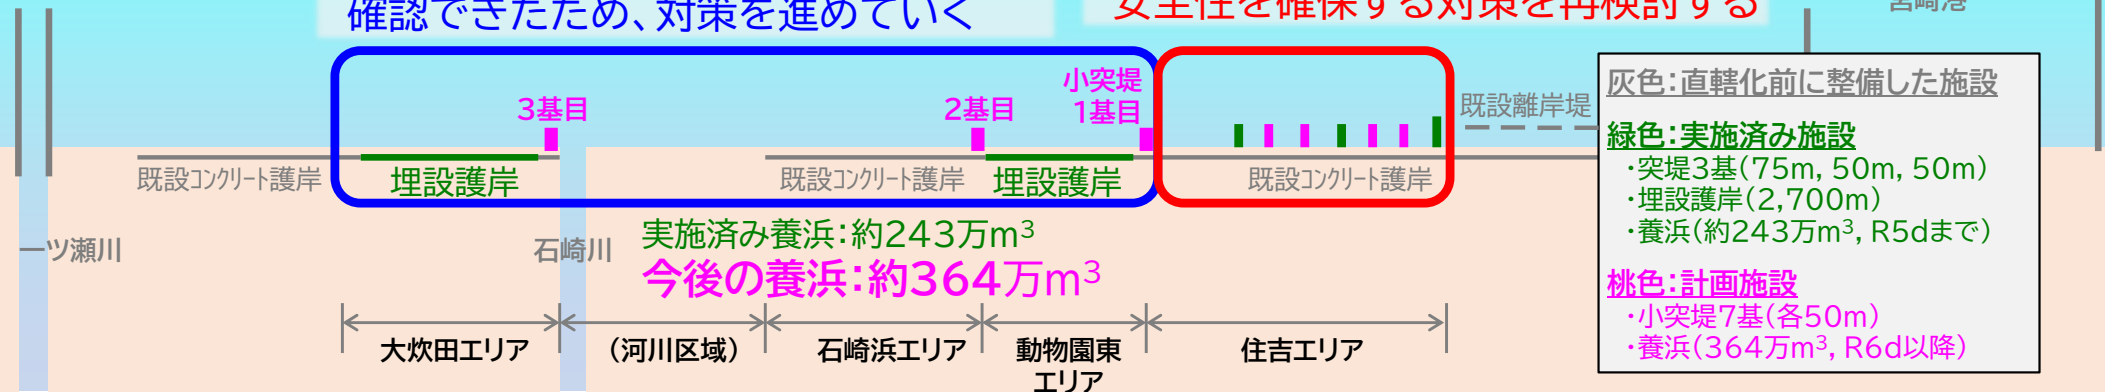 確認できたため、対策を進めていく
安全性を確保する対策を再検討する
宮崎港
小突堤
1基目
3基目
2基目
既設離岸堤
既設コンクリート護岸
埋設護岸
既設コンクリート護岸
埋設護岸
既設コンクリート護岸
一ツ瀬川
石崎川
実施済み養浜：約243万m³
今後の養浜：約364万m³
大炊田エリア
（河川区域）
石崎浜エリア
動物園東
エリア
住吉エリア
灰色：直轄化前に整備した施設
緑色：実施済み施設
・突堤3基(75m, 50m, 50m)
・埋設護岸(2,700m)
・養浜(約243万m³, R5dまで)
桃色：計画施設
・小突堤7基(各50m)
・養浜(364万m³, R6d以降)